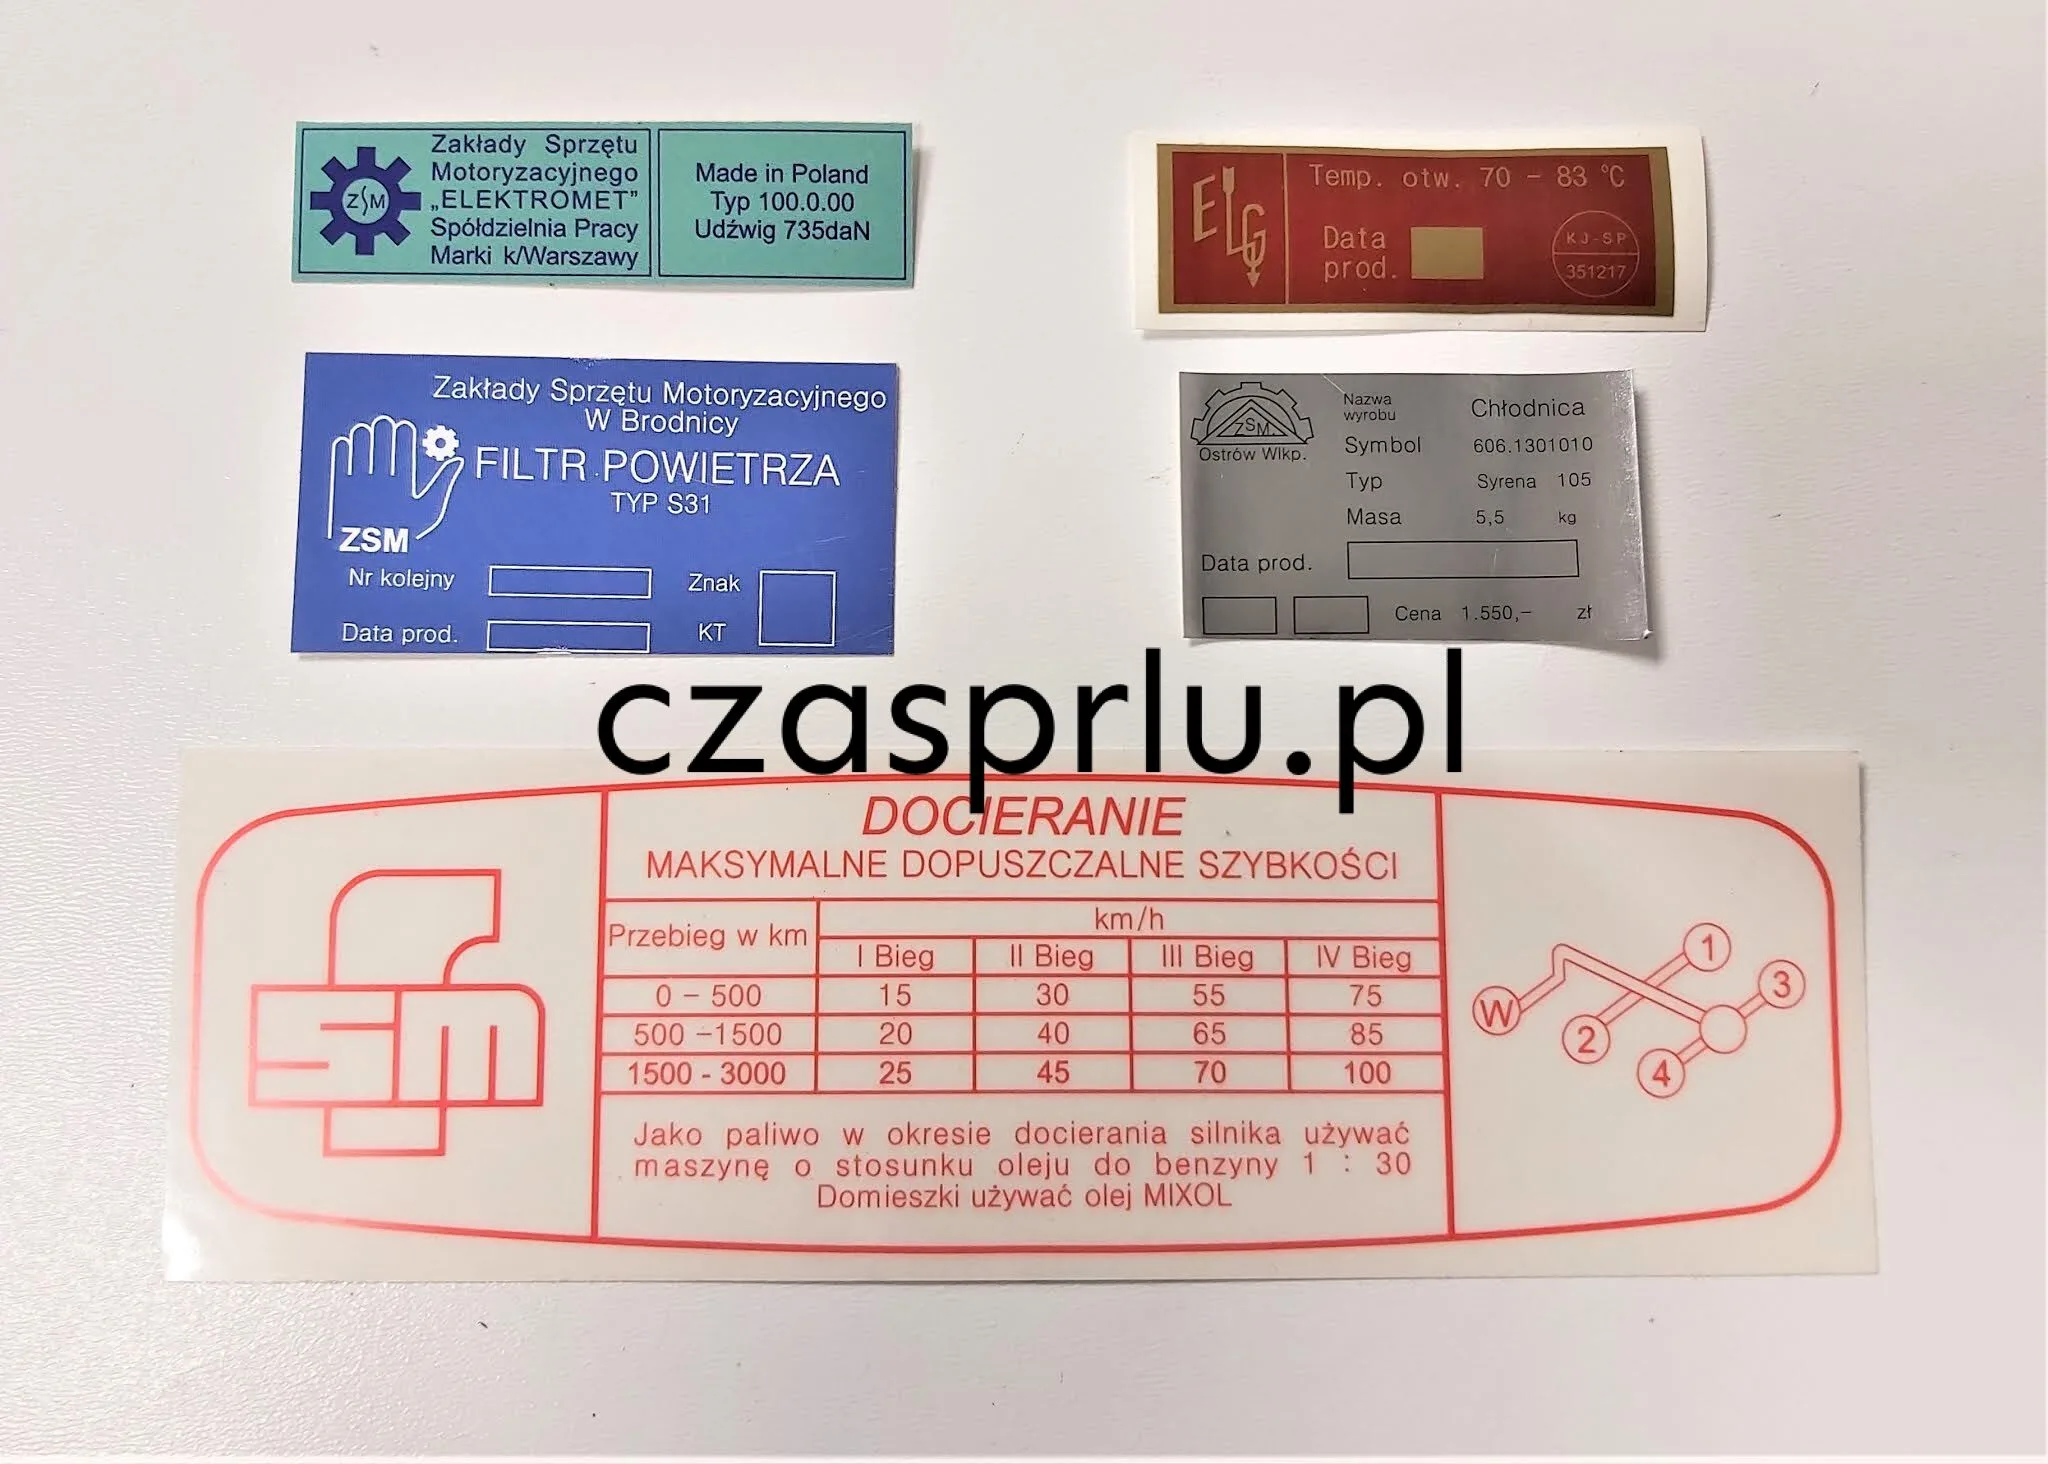 Zakłady Sprzętu
Motoryzacyjnego
„ELEKTROMET”
Spółdzielnia Pracy
Marki k/Warszawy
ZSM
Made in Poland
Typ 100.0.00
Udźwig 735daN
ELG
Temp. otw. 70 – 83 °C
Data
prod.
KJ-SP
351217
Zakłady Sprzętu Motoryzacyjnego
W Brodnicy
FILTR POWIETRZA
TYP S31
ZSM
Nr kolejny
Znak
Data prod.
KT
ZSM.
Ostrów Wlkp.
Nazwa
wyrobu Chłodnica
Symbol 606.1301010
Typ Syrena 105
Masa 5,5 kg
Data prod.
Cena 1.550,– zł
czasprlu.pl
fsm
DOCIERANIE
MAKSYMALNE DOPUSZCZALNE SZYBKOŚCI
Przebieg w km km/h
I Bieg II Bieg III Bieg IV Bieg
0 – 500 15 30 55 75
500 –1500 20 40 65 85
1500 - 3000 25 45 70 100
Jako paliwo w okresie docierania silnika używać
maszynę o stosunku oleju do benzyny 1 : 30
Domieszki używać olej MIXOL
1
3
W
2
4